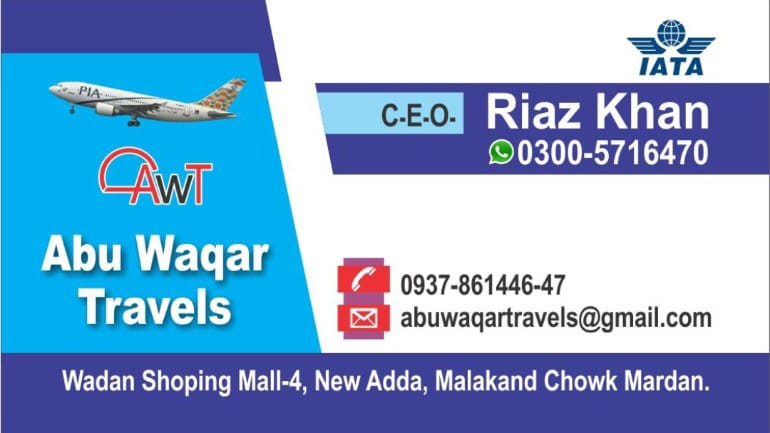 IATA
PIA
C-E-O-
Riaz Khan
0300-5716470
AWT
Abu Waqar
Travels
0937-861446-47
abuwaqartravels@gmail.com
Wadan Shoping Mall-4, New Adda, Malakand Chowk Mardan.